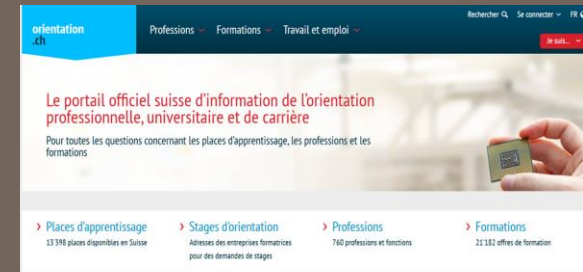 Rechercher Se connecter FR
orientation
.ch
Professions Formations Travail et emploi
Je suis...
Le portail officiel suisse d'information de l'orientation
professionnelle, universitaire et de carrière
Pour toutes les questions concernant les places d'apprentissage, les professions et les
formations
Places d'apprentissage Stages d'orientation Professions Formations
13'398 places disponibles en Suisse Adresses des entreprises formatrices 760 professions et fonctions 21'182 offres de formation
pour des demandes de stages